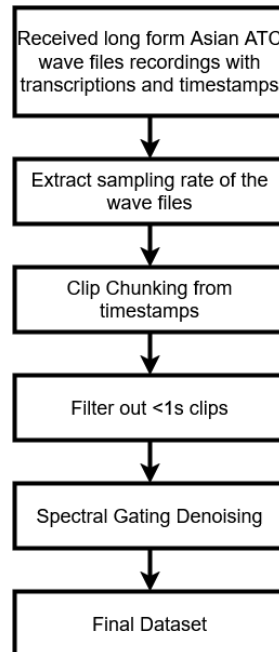 Received long form Asian ATC
wave files recordings with
transcriptions and timestamps
Extract sampling rate of the
wave files
Clip Chunking from
timestamps
Filter out <1s clips
Spectral Gating Denoising
Final Dataset